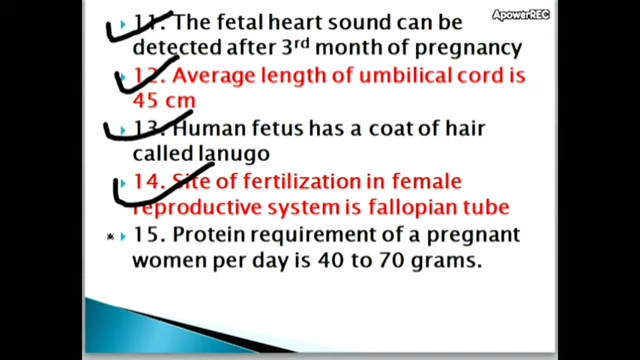 ApowerREC
11. The fetal heart sound can be
detected after 3rd month of pregnancy
12. Average length of umbilical cord is
45 cm
13. Human fetus has a coat of hair
called lanugo
14. Site of fertilization in female
reproductive system is fallopian tube
15. Protein requirement of a pregnant
women per day is 40 to 70 grams.